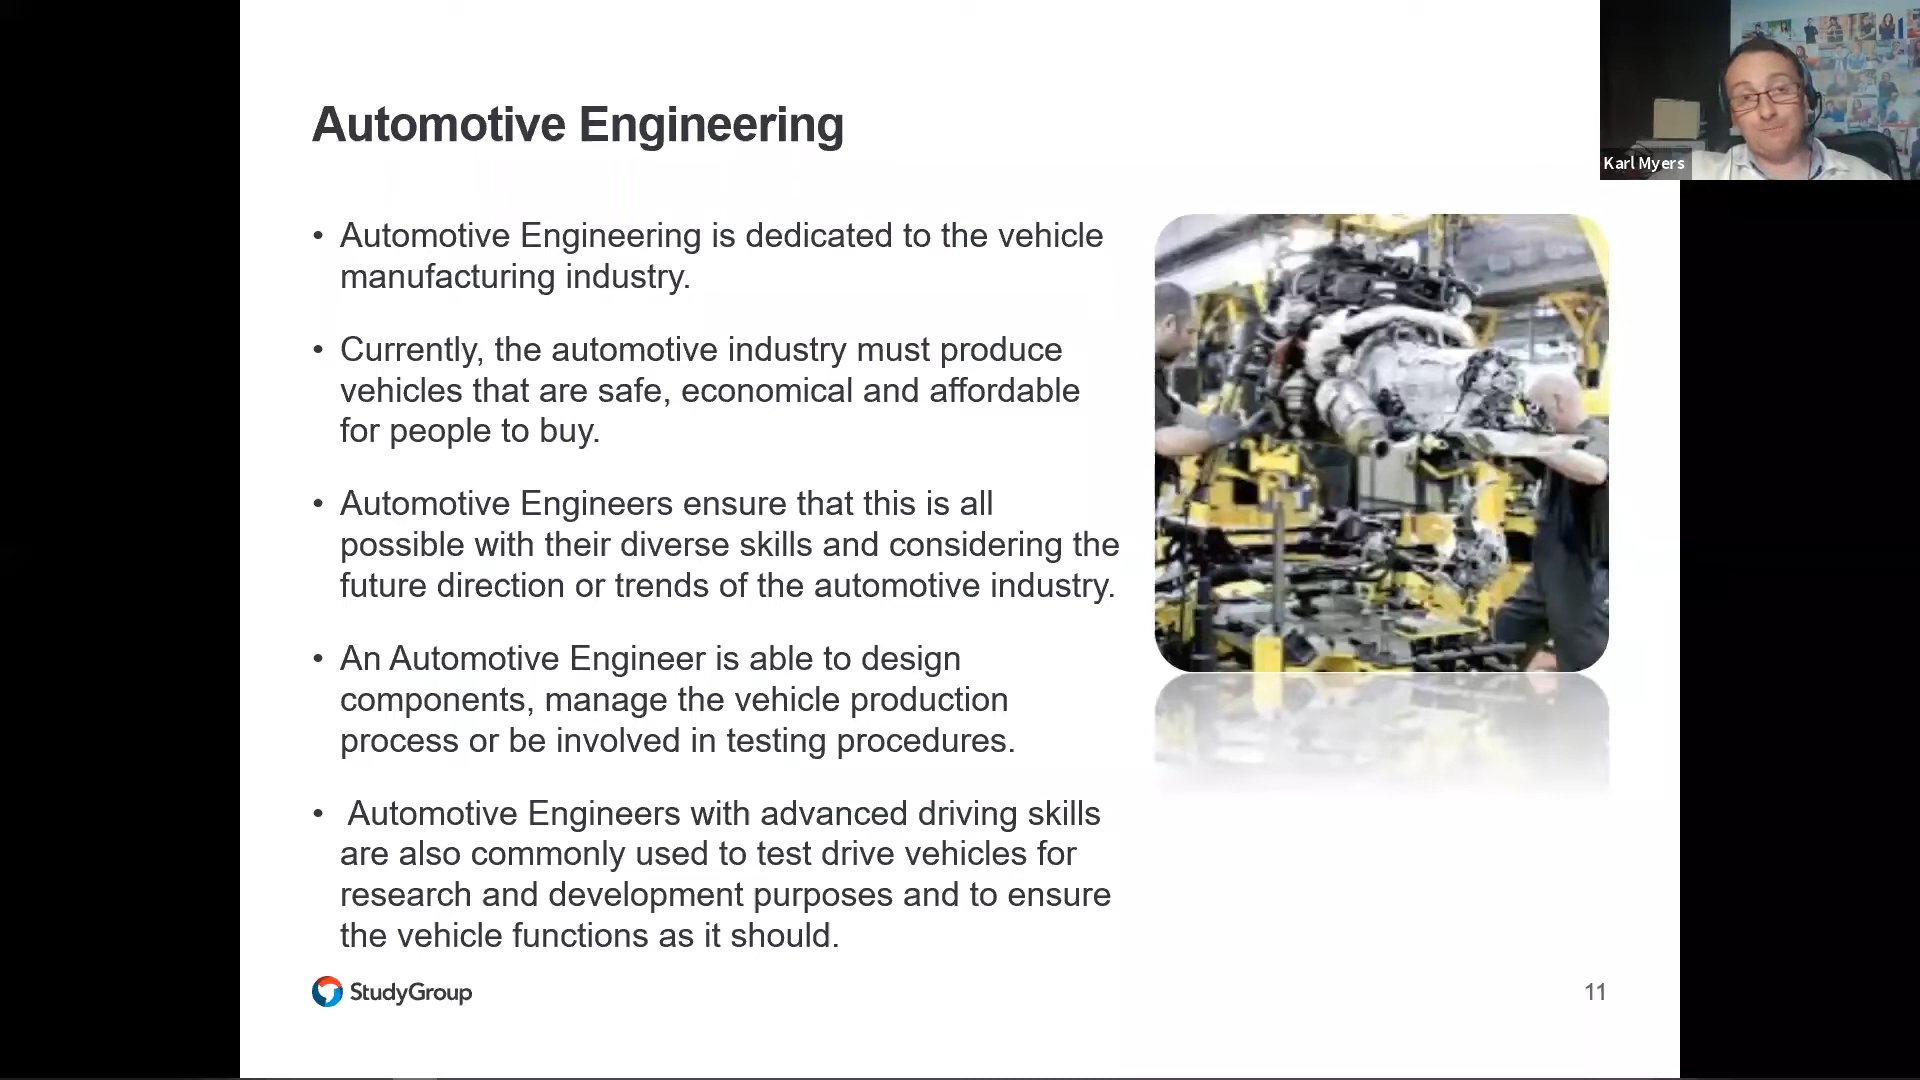 Automotive Engineering
Karl Myers
• Automotive Engineering is dedicated to the vehicle
manufacturing industry.
• Currently, the automotive industry must produce
vehicles that are safe, economical and affordable
for people to buy.
• Automotive Engineers ensure that this is all
possible with their diverse skills and considering the
future direction or trends of the automotive industry.
• An Automotive Engineer is able to design
components, manage the vehicle production
process or be involved in testing procedures.
• Automotive Engineers with advanced driving skills
are also commonly used to test drive vehicles for
research and development purposes and to ensure
the vehicle functions as it should.
StudyGroup
11